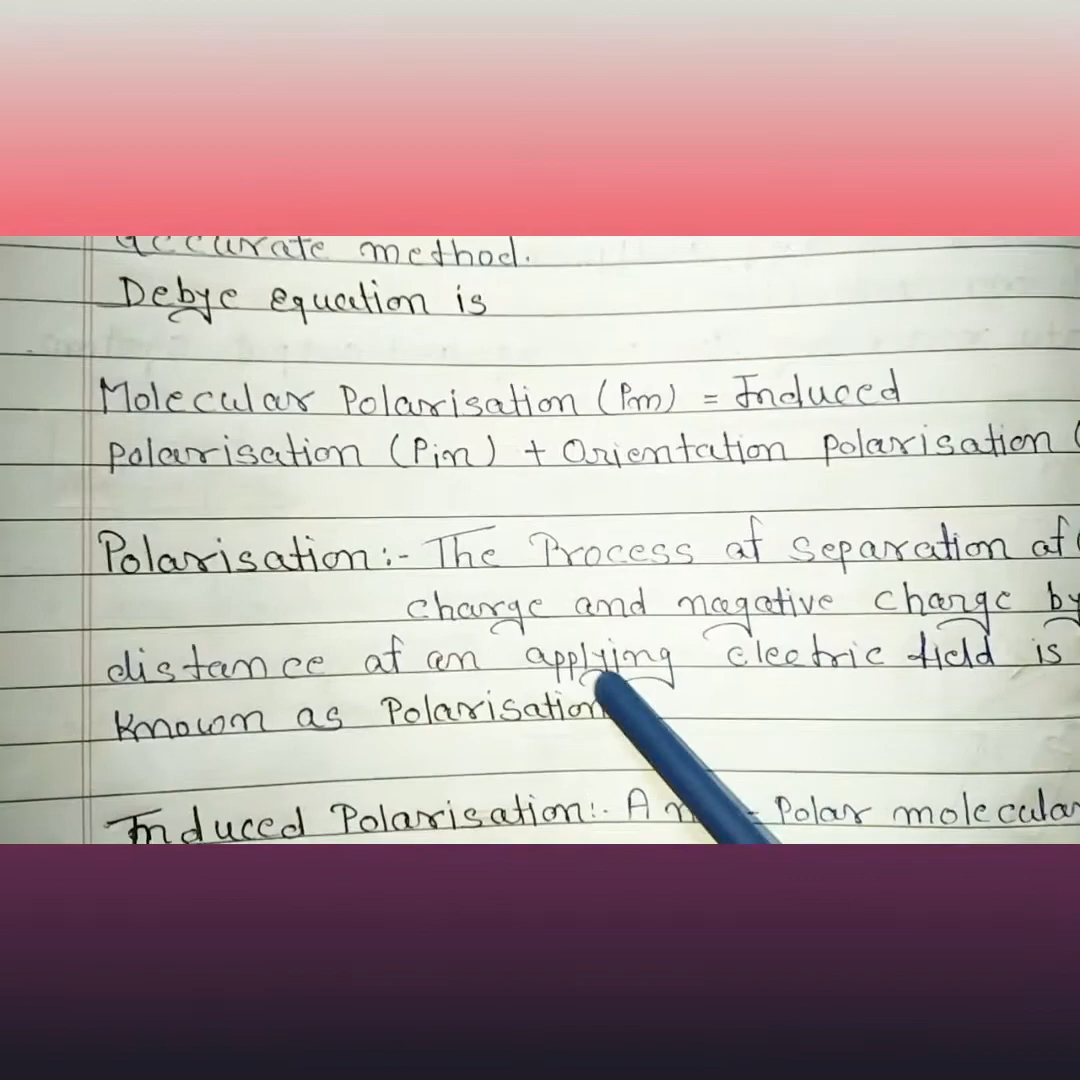 accurate method.
Debye equation is
Molecular Polarisation (Pm) = Induced
polarisation (Pin) + Orientation polarisation (
Polarisation:- The Process of separation of
charge and nagative charge by
distance of an applying electric field is
known as Polarisation
Induced Polarisation:- A - Polar molecular